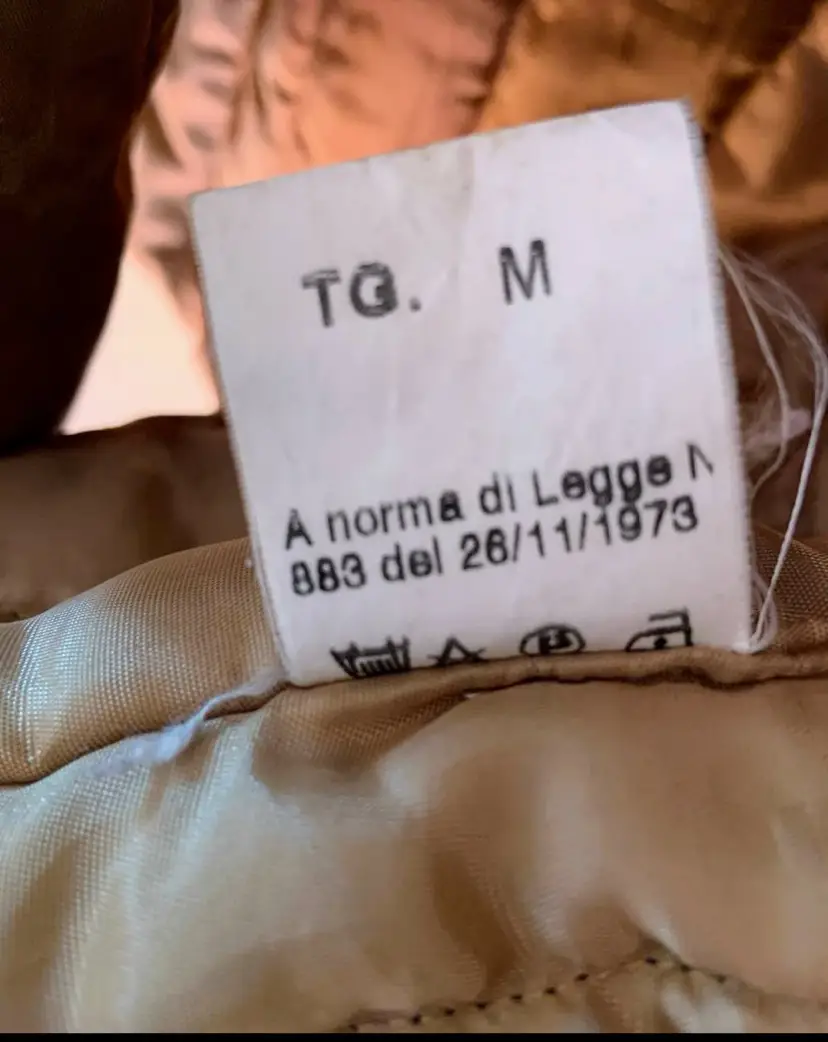 TG. M
A norma di Legge N
883 del 26/11/1973